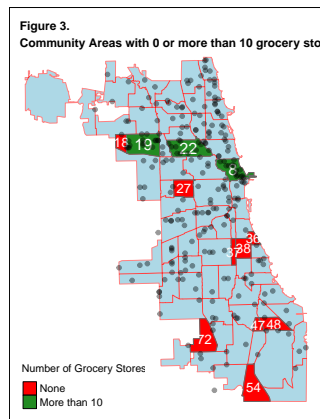 Figure 3.
Community Areas with 0 or more than 10 grocery sto
18
19
22
8
27
36
37
38
47
48
72
54
Number of Grocery Stores
None
More than 10